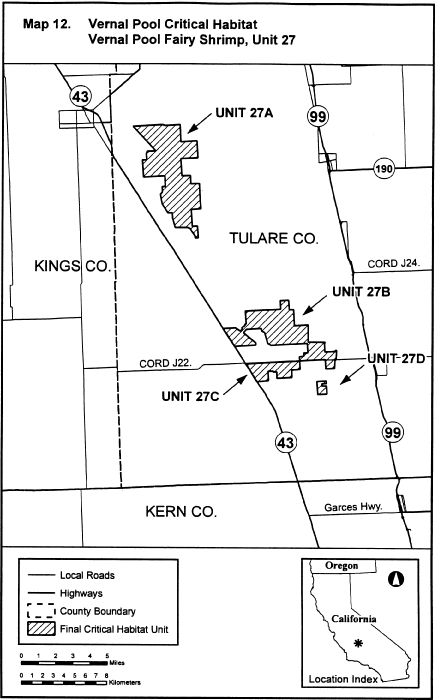 Map 12. Vernal Pool Critical Habitat
Vernal Pool Fairy Shrimp, Unit 27
43
UNIT 27A
99
190
TULARE CO.
KINGS CO.
CORD J24.
UNIT 27B
CORD J22.
UNIT 27D
UNIT 27C
43
99
KERN CO.
Garces Hwy.
Local Roads
Highways
County Boundary
Final Critical Habitat Unit
0 1 2 3 4 5
Miles
0 1 2 3 4 5 6 7 8
Kilometers
Oregon
California
Location Index